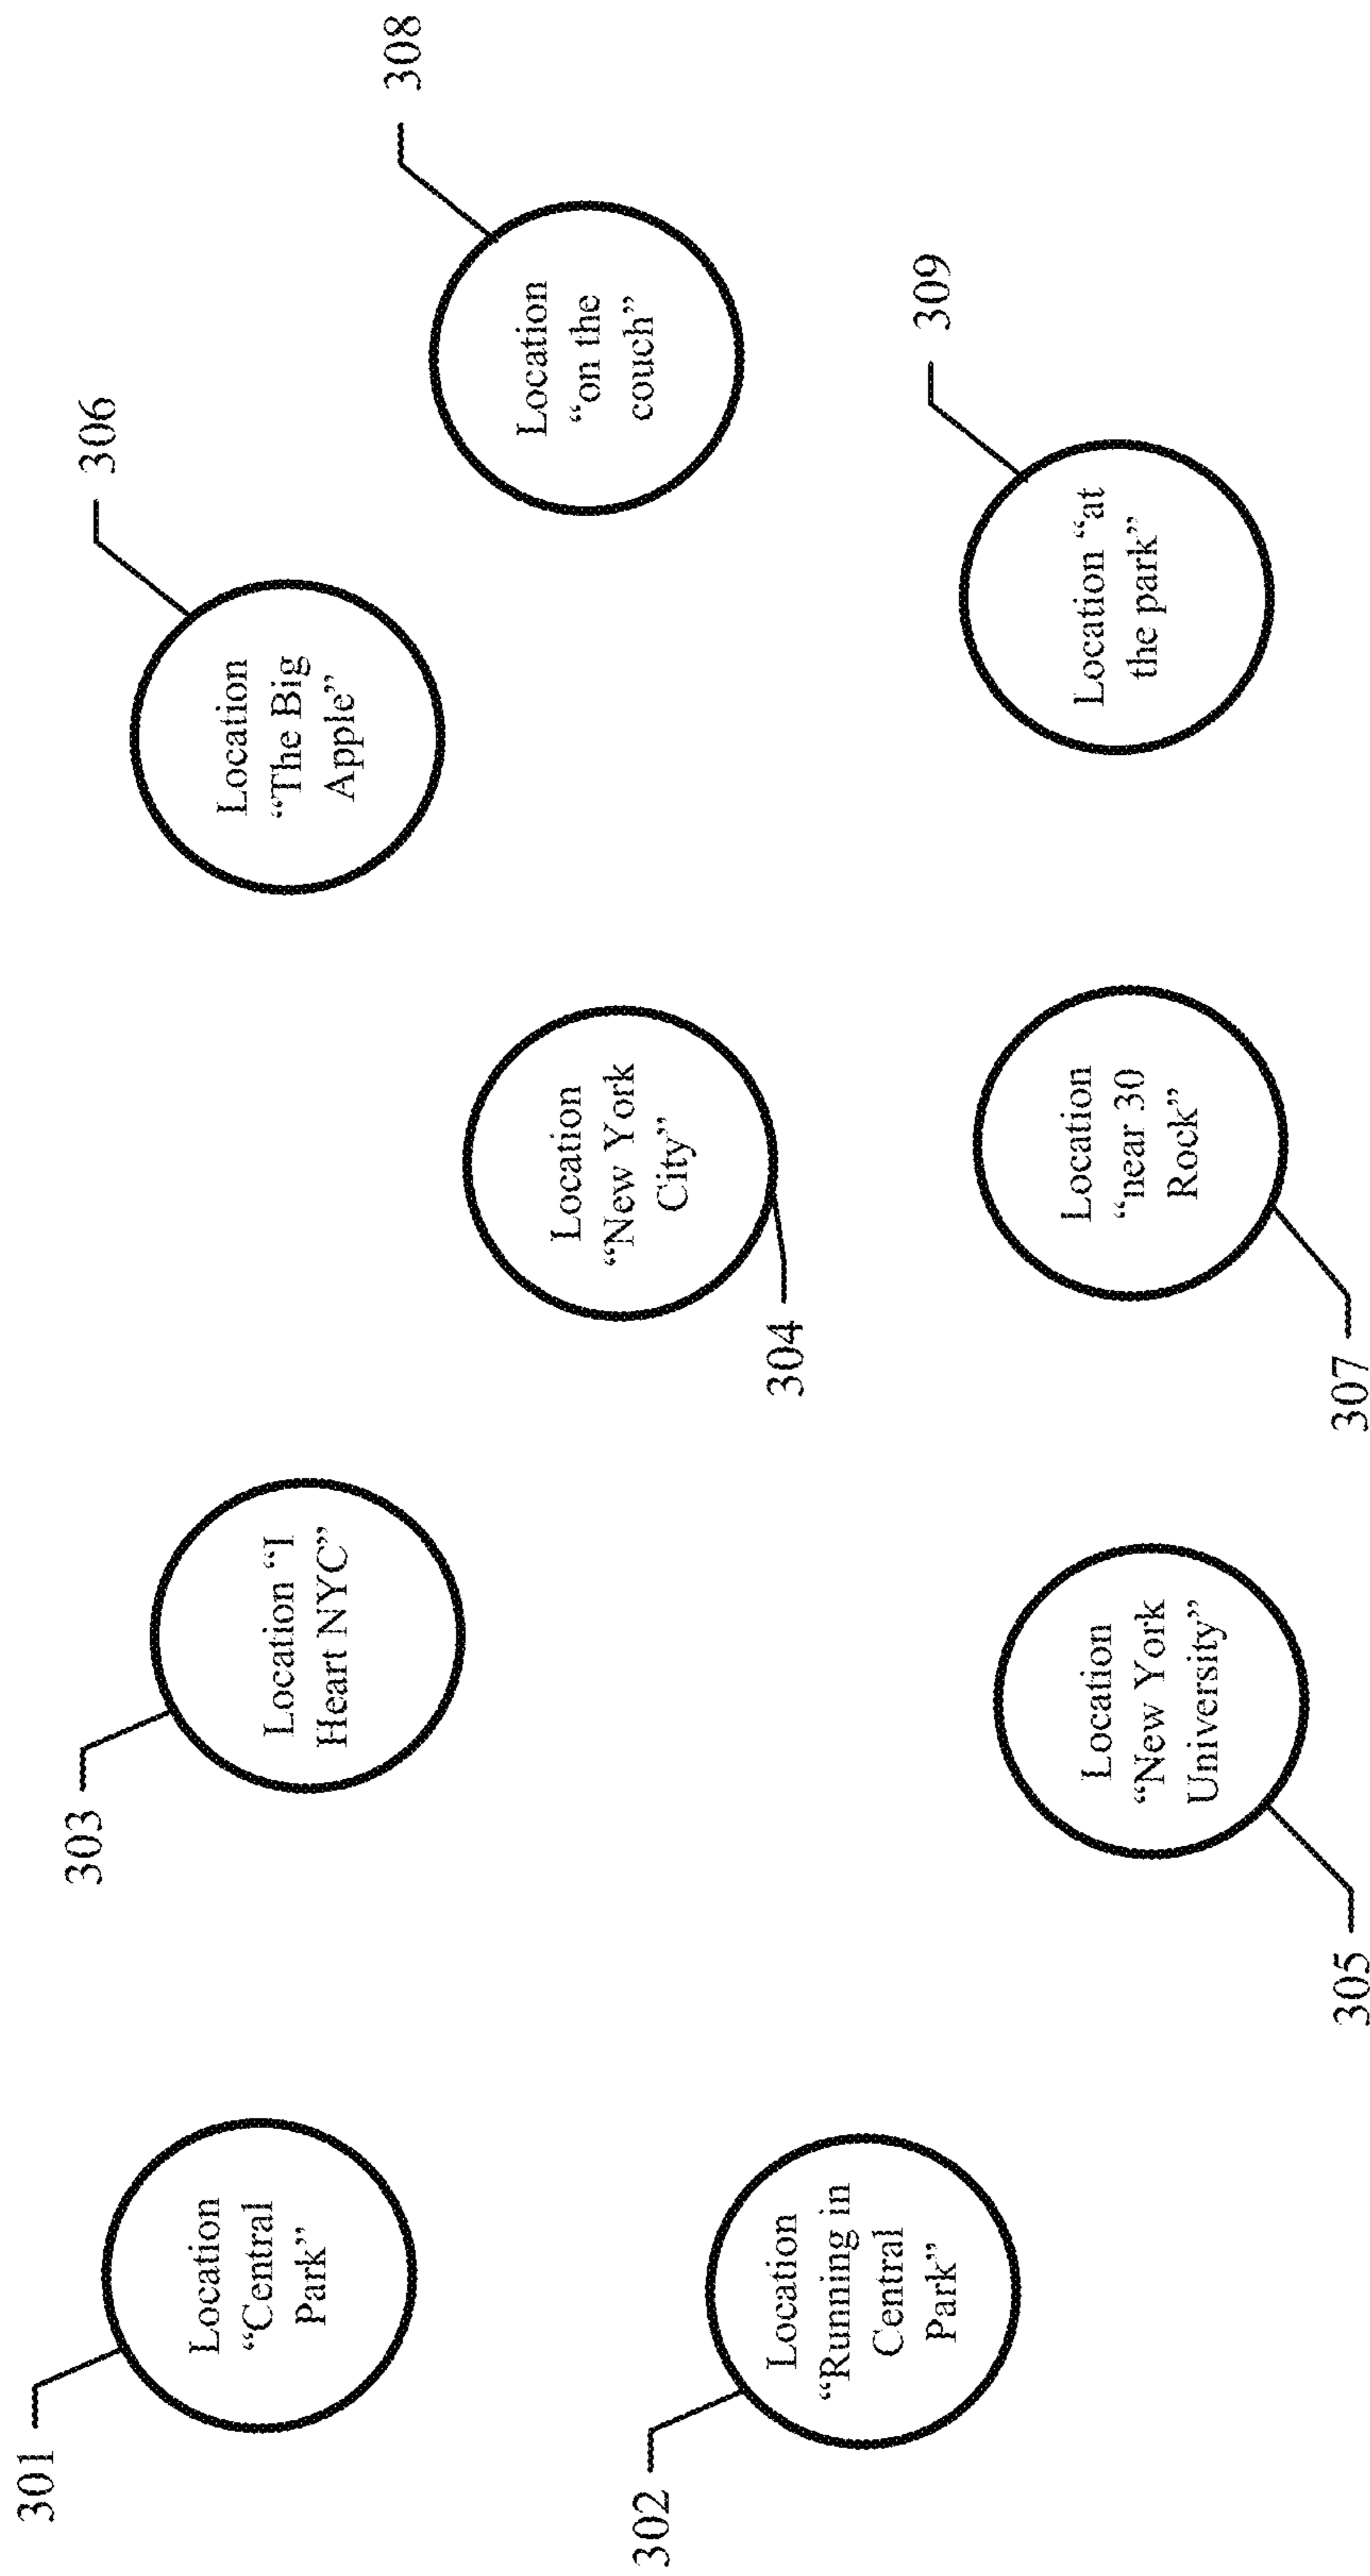 301
Location
“Central
Park”
302
Location
“Running in
Central
Park”
303
Location “I
Heart NYC”
304
Location
“New York
City”
305
Location
“New York
University”
306
Location
“The Big
Apple”
307
Location
“near 30
Rock”
308
Location
“on the
couch”
309
Location “at
the park”